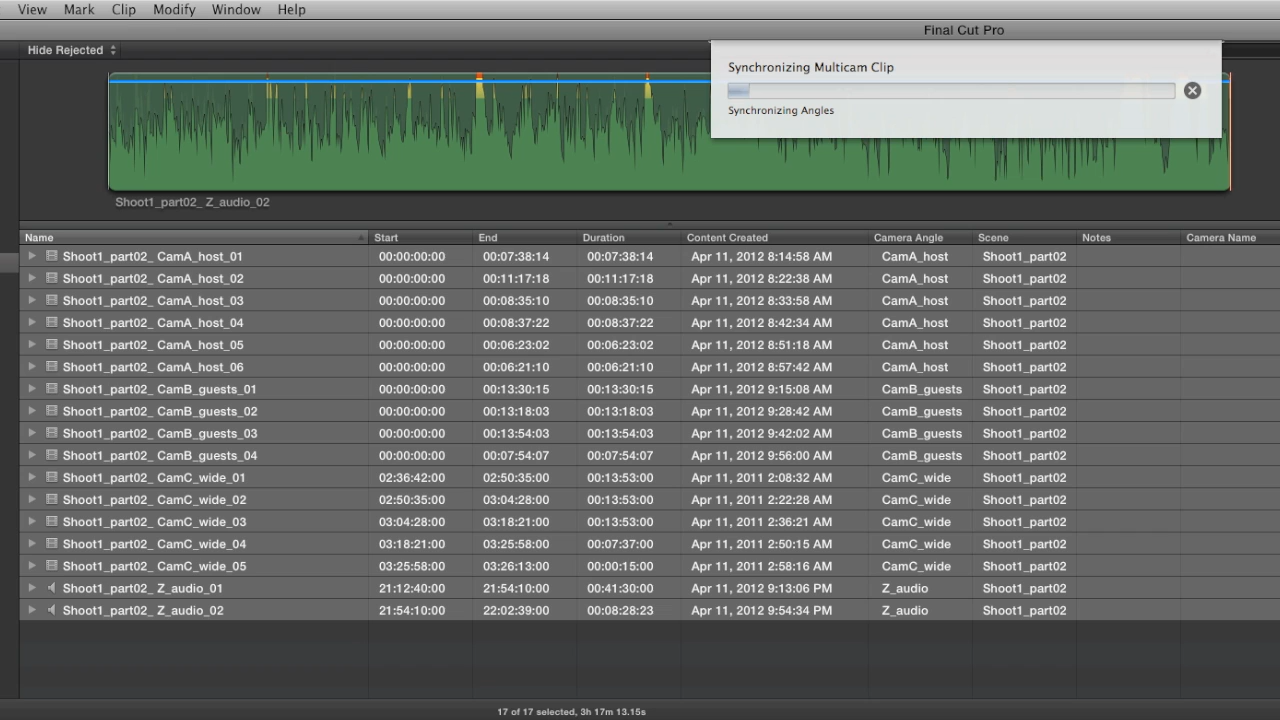 View Mark Clip Modify Window Help
Final Cut Pro
Hide Rejected
Synchronizing Multicam Clip
Synchronizing Angles
Shoot1_part02_ Z_audio_02
Name Start End Duration Content Created Camera Angle Scene Notes Camera Name
Shoot1_part02_ CamA_host_01 00:00:00:00 00:07:38:14 00:07:38:14 Apr 11, 2012 8:14:58 AM CamA_host Shoot1_part02
Shoot1_part02_ CamA_host_02 00:00:00:00 00:11:17:18 00:11:17:18 Apr 11, 2012 8:22:38 AM CamA_host Shoot1_part02
Shoot1_part02_ CamA_host_03 00:00:00:00 00:08:35:10 00:08:35:10 Apr 11, 2012 8:33:58 AM CamA_host Shoot1_part02
Shoot1_part02_ CamA_host_04 00:00:00:00 00:08:37:22 00:08:37:22 Apr 11, 2012 8:42:34 AM CamA_host Shoot1_part02
Shoot1_part02_ CamA_host_05 00:00:00:00 00:06:23:02 00:06:23:02 Apr 11, 2012 8:51:18 AM CamA_host Shoot1_part02
Shoot1_part02_ CamA_host_06 00:00:00:00 00:06:21:10 00:06:21:10 Apr 11, 2012 8:57:42 AM CamA_host Shoot1_part02
Shoot1_part02_ CamB_guests_01 00:00:00:00 00:13:30:15 00:13:30:15 Apr 11, 2012 9:15:08 AM CamB_guests Shoot1_part02
Shoot1_part02_ CamB_guests_02 00:00:00:00 00:13:18:03 00:13:18:03 Apr 11, 2012 9:28:42 AM CamB_guests Shoot1_part02
Shoot1_part02_ CamB_guests_03 00:00:00:00 00:13:54:03 00:13:54:03 Apr 11, 2012 9:42:02 AM CamB_guests Shoot1_part02
Shoot1_part02_ CamB_guests_04 00:00:00:00 00:07:54:07 00:07:54:07 Apr 11, 2012 9:56:00 AM CamB_guests Shoot1_part02
Shoot1_part02_ CamC_wide_01 02:36:42:00 02:50:35:00 00:13:53:00 Apr 11, 2011 2:08:32 AM CamC_wide Shoot1_part02
Shoot1_part02_ CamC_wide_02 02:50:35:00 03:04:28:00 00:13:53:00 Apr 11, 2011 2:22:28 AM CamC_wide Shoot1_part02
Shoot1_part02_ CamC_wide_03 03:04:28:00 03:18:21:00 00:13:53:00 Apr 11, 2011 2:36:21 AM CamC_wide Shoot1_part02
Shoot1_part02_ CamC_wide_04 03:18:21:00 03:25:58:00 00:07:37:00 Apr 11, 2011 2:50:15 AM CamC_wide Shoot1_part02
Shoot1_part02_ CamC_wide_05 03:25:58:00 03:26:13:00 00:00:15:00 Apr 11, 2011 2:58:16 AM CamC_wide Shoot1_part02
Shoot1_part02_ Z_audio_01 21:12:40:00 21:54:10:00 00:41:30:00 Apr 11, 2012 9:13:06 PM Z_audio Shoot1_part02
Shoot1_part02_ Z_audio_02 21:54:10:00 22:02:39:00 00:08:28:23 Apr 11, 2012 9:54:34 PM Z_audio Shoot1_part02
17 of 17 selected, 3h 17m 13.15s